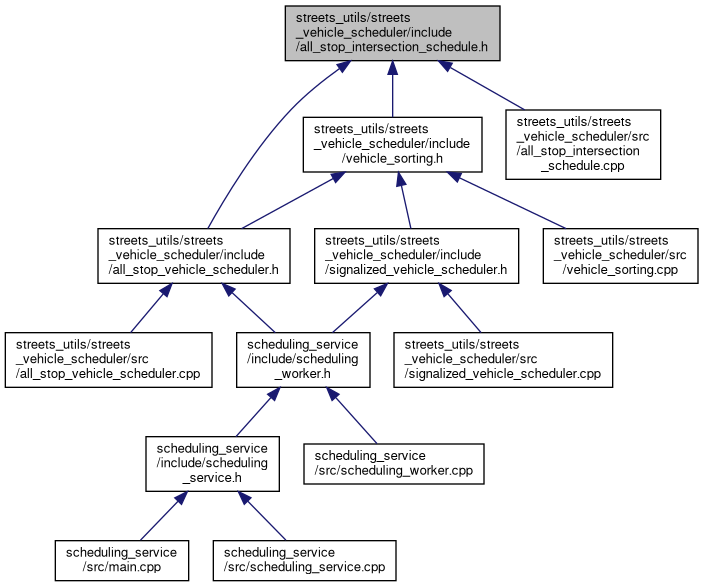 streets_utils/streets
_vehicle_scheduler/include
/all_stop_intersection_schedule.h
streets_utils/streets
_vehicle_scheduler/include
/vehicle_sorting.h
streets_utils/streets
_vehicle_scheduler/src
/all_stop_intersection
_schedule.cpp
streets_utils/streets
_vehicle_scheduler/include
/all_stop_vehicle_scheduler.h
streets_utils/streets
_vehicle_scheduler/include
/signalized_vehicle_scheduler.h
streets_utils/streets
_vehicle_scheduler/src
/vehicle_sorting.cpp
streets_utils/streets
_vehicle_scheduler/src
/all_stop_vehicle_scheduler.cpp
scheduling_service
/include/scheduling
_worker.h
streets_utils/streets
_vehicle_scheduler/src
/signalized_vehicle_scheduler.cpp
scheduling_service
/include/scheduling
_service.h
scheduling_service
/src/scheduling_worker.cpp
scheduling_service
/src/main.cpp
scheduling_service
/src/scheduling_service.cpp